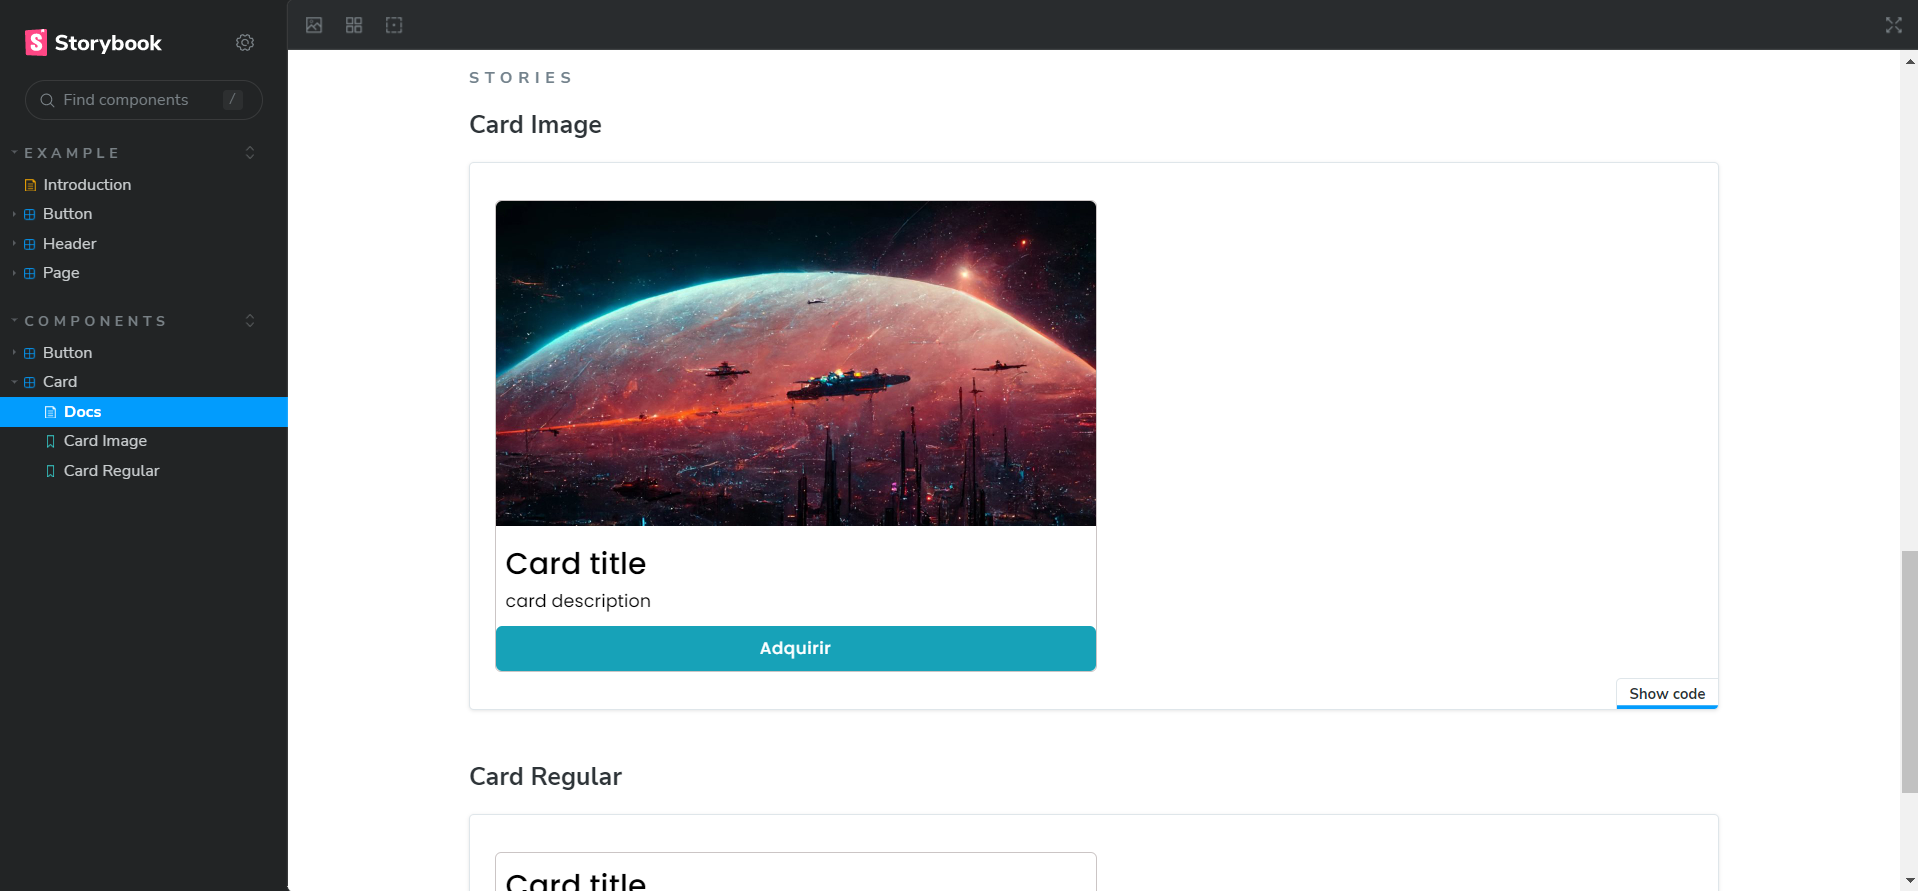 Storybook
Find components
/
EXAMPLE
Introduction
Button
Header
Page
COMPONENTS
Button
Card
Docs
Card Image
Card Regular
STORIES
Card Image
Card title
card description
Adquirir
Show code
Card Regular
Card title